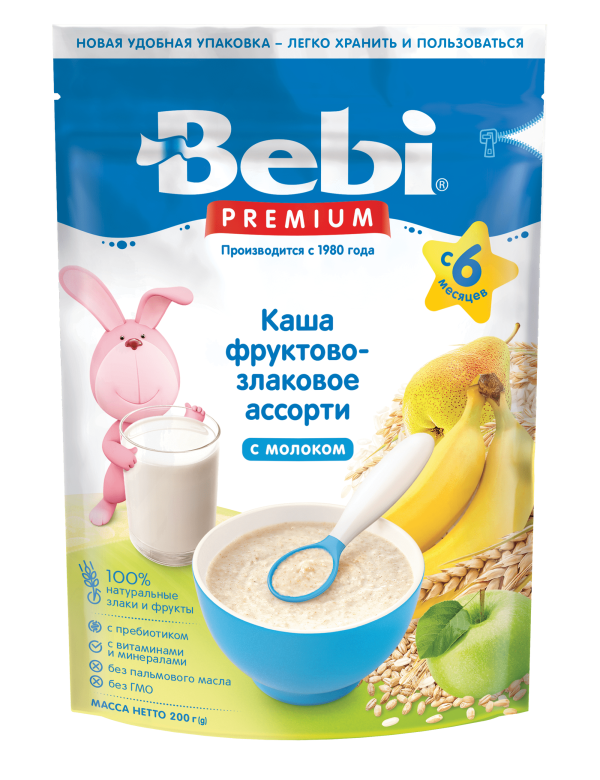 НОВАЯ УДОБНАЯ УПАКОВКА – ЛЕГКО ХРАНИТЬ И ПОЛЬЗОВАТЬСЯ
Bebi®
PREMIUM
Производится с 1980 года
с 6
месяцев
Каша
фруктово-
злаковое
ассорти
с молоком
100%
натуральные
злаки и фрукты
с пребиотиком
с витаминами
и минералами
без пальмового масла
без ГМО
МАССА НЕТТО 200 г (g)